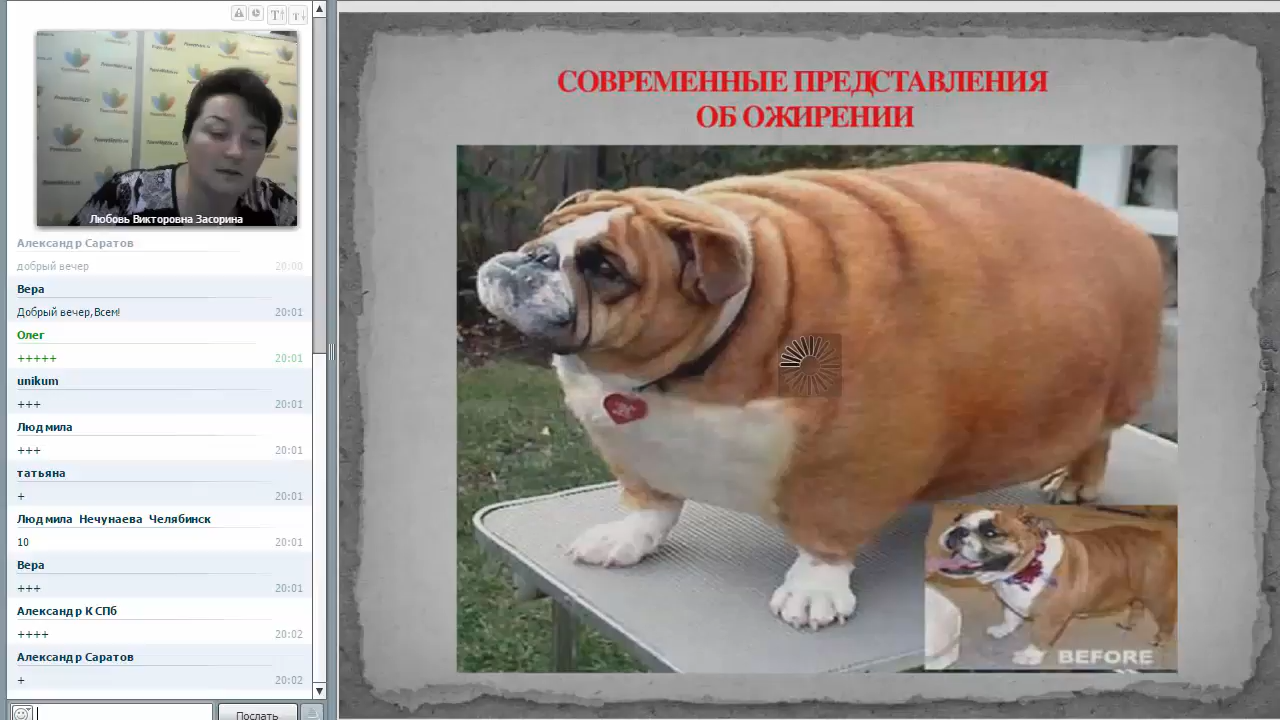 Любовь Викторовна Засорина
Александр Саратов
добрый вечер 20:00
Вера
Добрый вечер,Всем! 20:01
Олег
+++++ 20:01
unikum
+++ 20:01
Людмила
+++ 20:01
татьяна
+ 20:01
Людмила Нечунаева Челябинск
10 20:01
Вера
+++ 20:01
Александр К СПб
++++ 20:02
Александр Саратов
+ 20:02
Послать
СОВРЕМЕННЫЕ ПРЕДСТАВЛЕНИЯ
ОБ ОЖИРЕНИИ
BEFORE